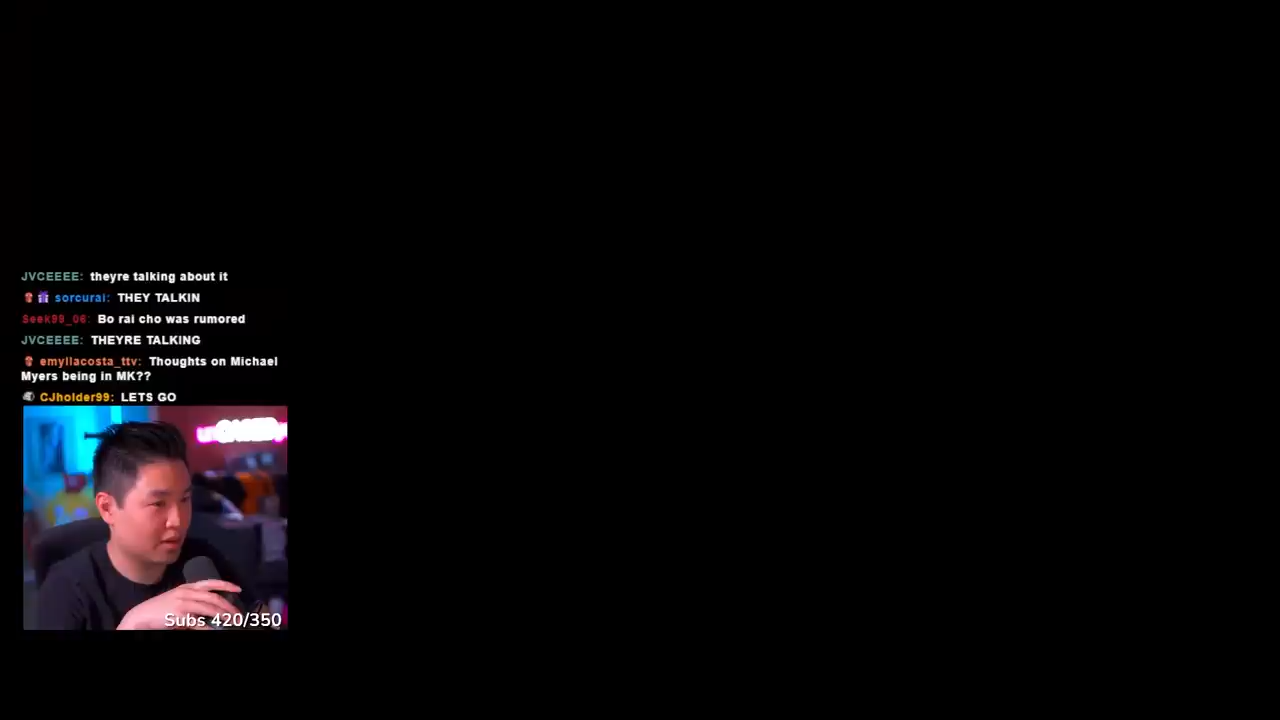 JVCEEEE: theyre talking about it
sorcurai: THEY TALKIN
Seek99_06: Bo rai cho was rumored
JVCEEEE: THEYRE TALKING
emyllacosta_ttv: Thoughts on Michael
Myers being in MK??
CJholder99: LETS GO
Subs 420/350